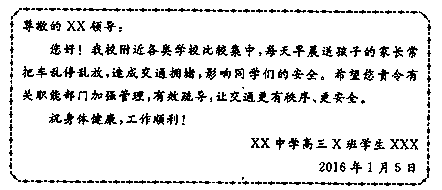 尊敬的XX领导：
您好！我校附近各类学校比较集中，每天早晨送孩子的家长常
把车乱停乱放，造成交通拥堵，影响同学们的安全。希望您责令有
关职能部门加强管理，有效疏导，让交通更有秩序、更安全。
祝身体健康，工作顺利！
XX中学高三X班学生XXX
2016年1月5日